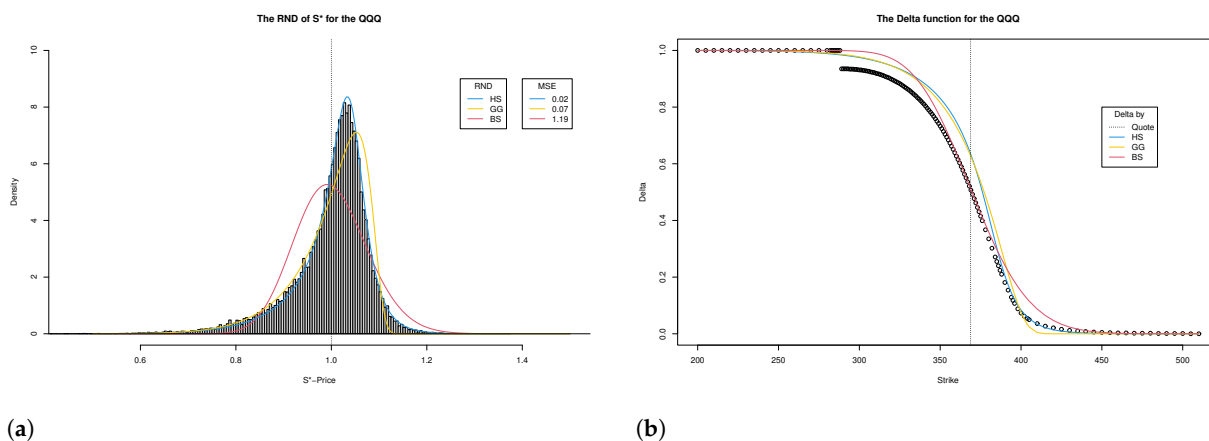 The RND of S* for the QQQ
10
8
6
4
2
0
Density
RND
HS
GG
BS
MSE
0.02
0.07
1.19
0.6
0.8
1.0
1.2
1.4
S*−Price
(a)
The Delta function for the QQQ
1.0
0.8
0.6
0.4
0.2
0.0
Delta
Delta by
Quote
HS
GG
BS
200
250
300
350
400
450
500
Strike
(b)